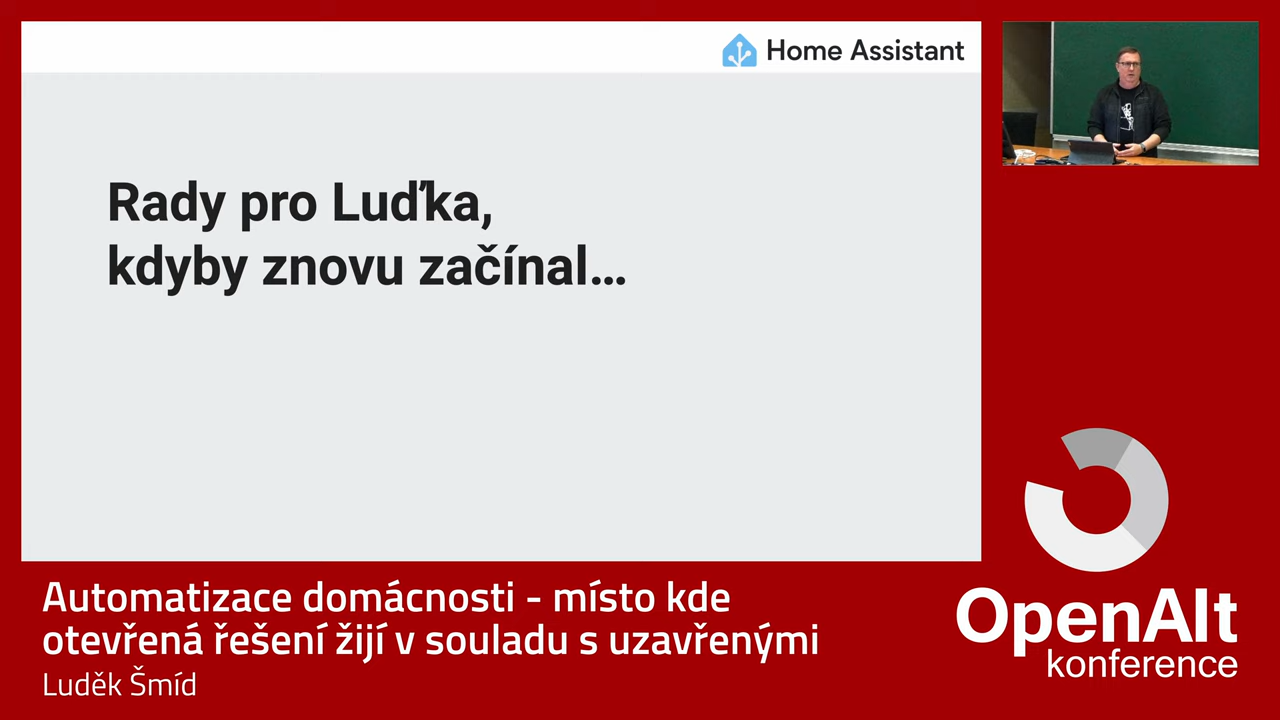 Home Assistant
Rady pro Luďka,
kdyby znovu začínal...
Automatizace domácnosti - místo kde
otevřená řešení žijí v souladu s uzavřenými
Luděk Šmíd
OpenAlt
konference